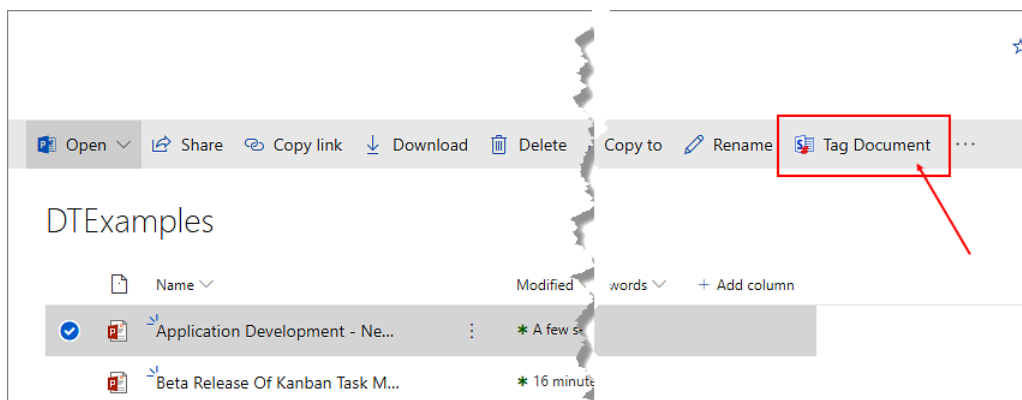 Open Share Copy link Download Delete Copy to Rename Tag Document ...
DTExamples
Name Modified words + Add column
Application Development - Ne... A few s
Beta Release Of Kanban Task M... 16 minute